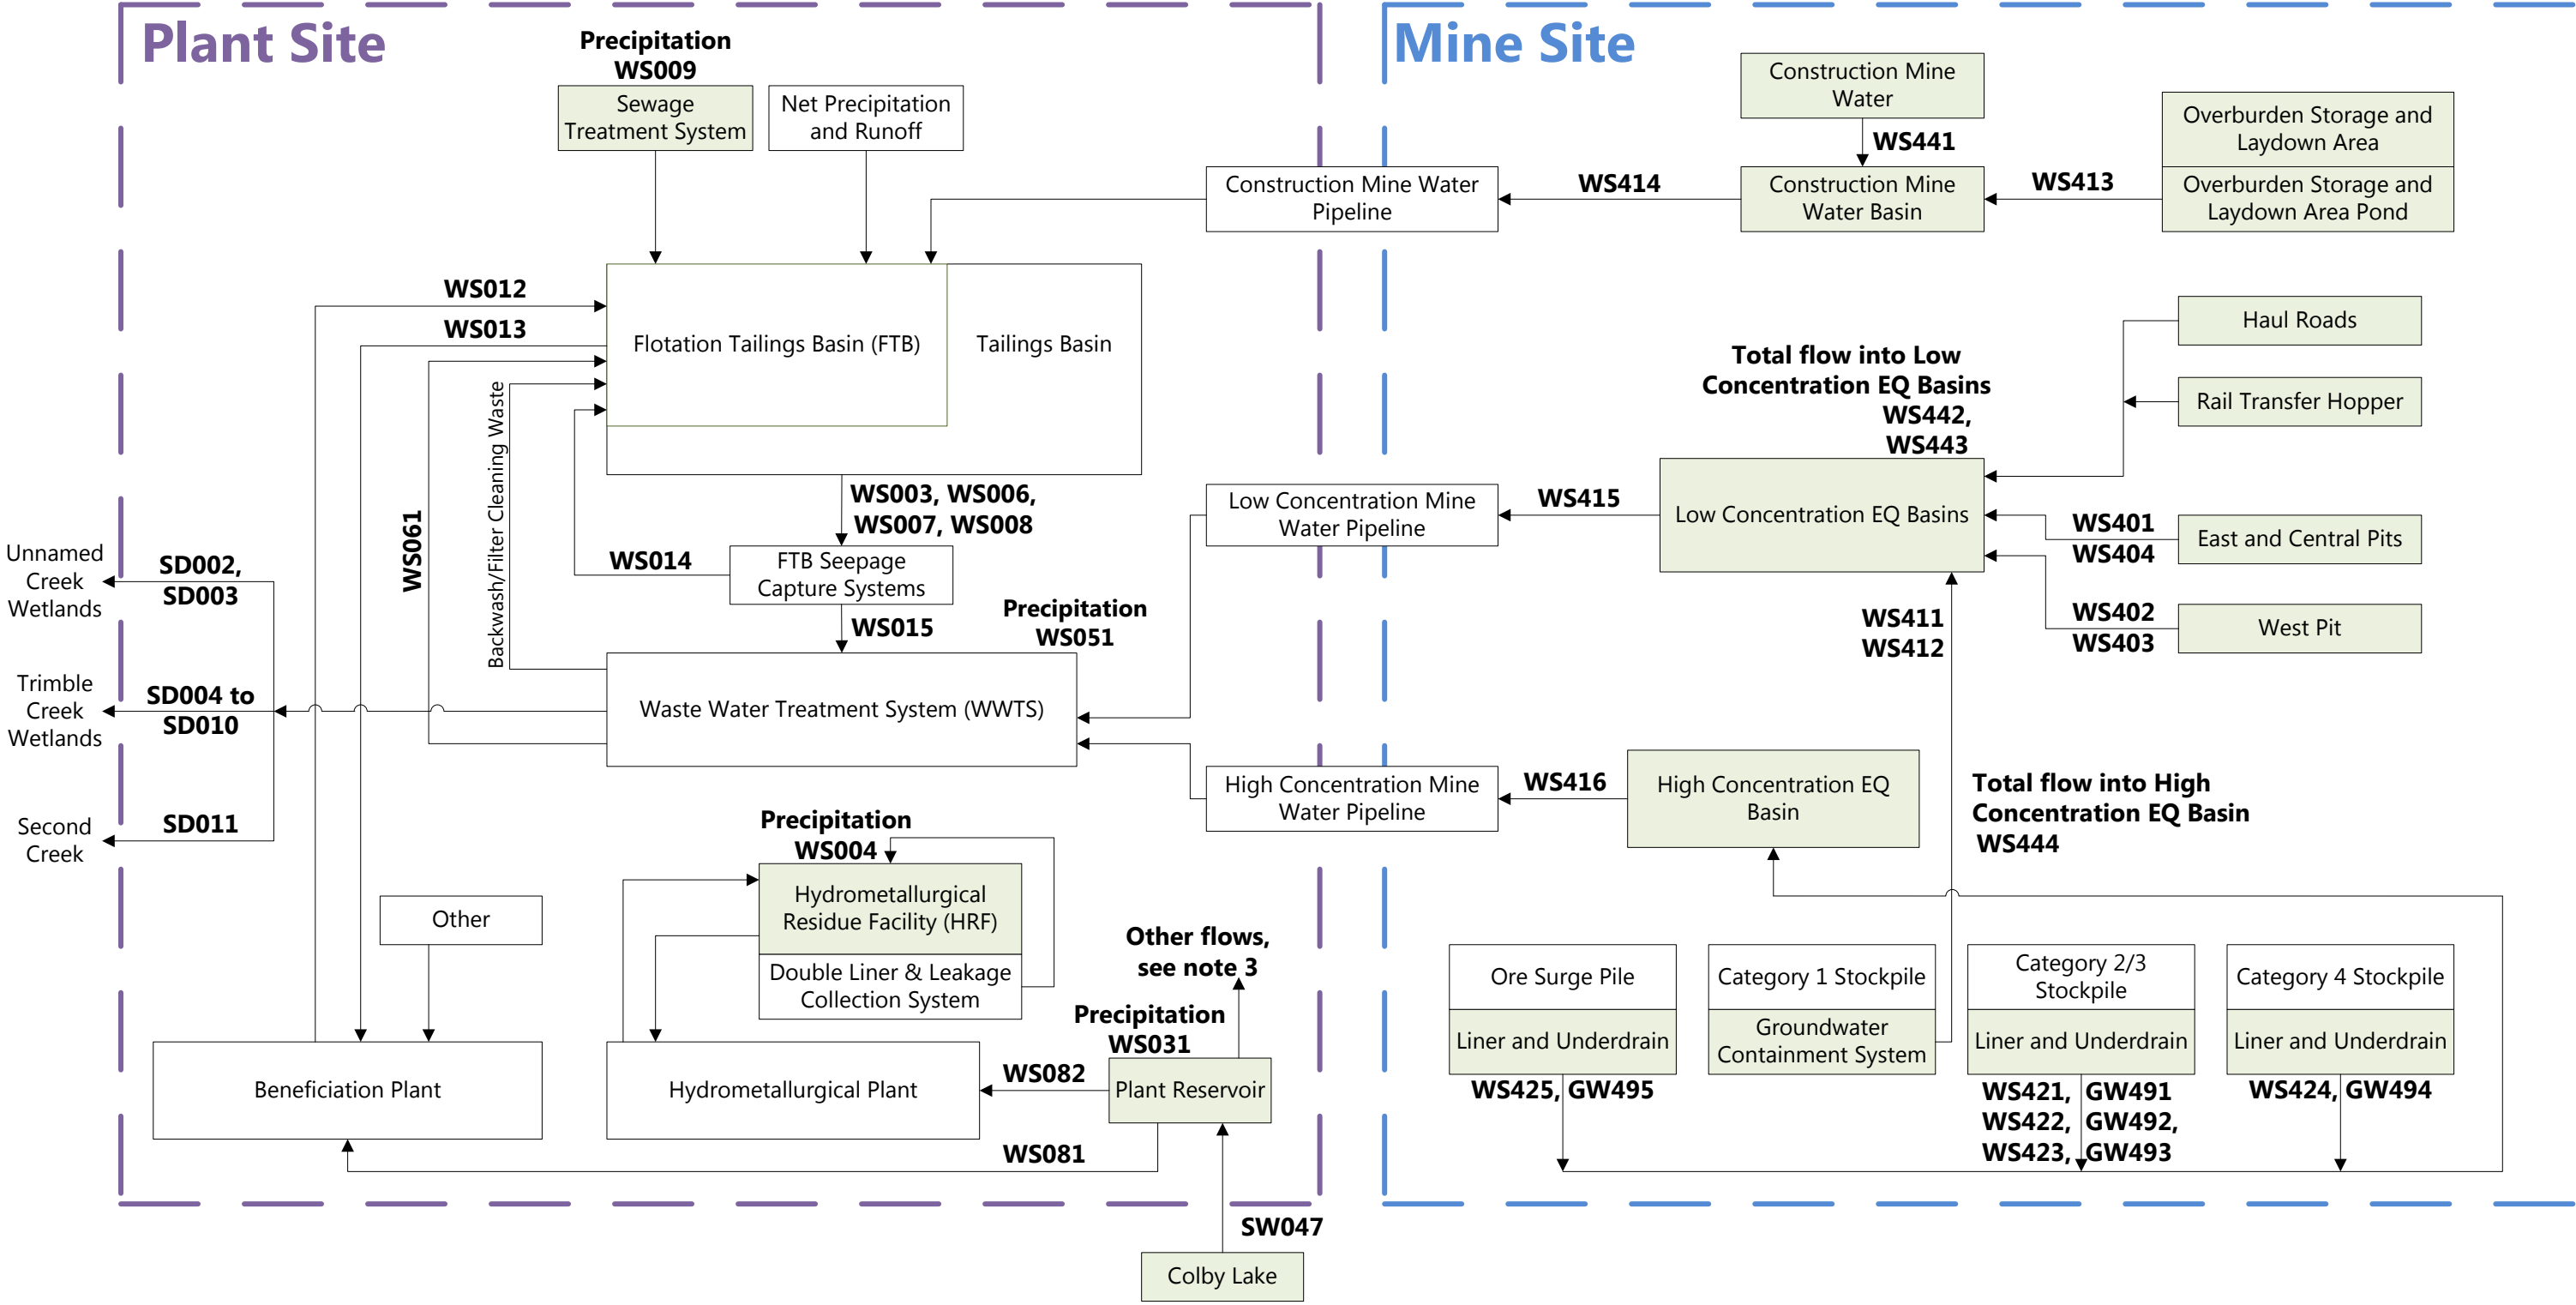 Plant Site
Mine Site
Precipitation
WS009
Sewage
Treatment System
Net Precipitation
and Runoff
Construction Mine
Water
WS441
Overburden Storage and
Laydown Area
Construction Mine Water
Pipeline
WS414
Construction Mine
Water Basin
WS413
Overburden Storage and
Laydown Area Pond
WS012
WS013
Flotation Tailings Basin (FTB)
Tailings Basin
Haul Roads
Total flow into Low
Concentration EQ Basins
WS442,
WS443
Rail Transfer Hopper
WS061
Backwash/Filter Cleaning Waste
WS003, WS006,
WS007, WS008
Low Concentration Mine
Water Pipeline
WS415
Low Concentration EQ Basins
WS401
WS404
East and Central Pits
Unnamed
Creek
Wetlands
SD002,
SD003
WS014
FTB Seepage
Capture Systems
WS015
Precipitation
WS051
WS411
WS412
WS402
WS403
West Pit
Trimble
Creek
Wetlands
SD004 to
SD010
Waste Water Treatment System (WWTS)
High Concentration Mine
Water Pipeline
WS416
High Concentration EQ
Basin
Total flow into High
Concentration EQ Basin
WS444
Second
Creek
SD011
Precipitation
WS004
Hydrometallurgical
Residue Facility (HRF)
Double Liner & Leakage
Collection System
Other
Other flows,
see note 3
Precipitation
WS031
Ore Surge Pile
Liner and Underdrain
Category 1 Stockpile
Groundwater
Containment System
Category 2/3
Stockpile
Liner and Underdrain
Category 4 Stockpile
Liner and Underdrain
Beneficiation Plant
Hydrometallurgical Plant
WS082
Plant Reservoir
WS081
WS425, GW495
WS421, GW491
WS422, GW492,
WS423, GW493
WS424, GW494
SW047
Colby Lake